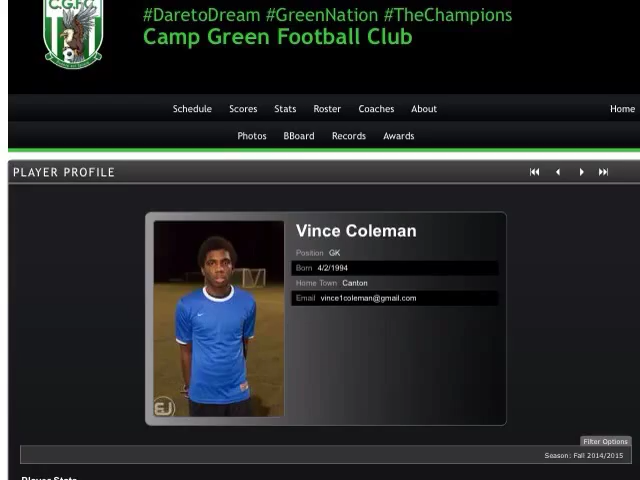 C.G.F.C
#DaretoDream #GreenNation #TheChampions
Camp Green Football Club
Schedule Scores Stats Roster Coaches About Home
Photos BBoard Records Awards
PLAYER PROFILE
Vince Coleman
Position GK
Born 4/2/1994
Home Town Canton
Email vince1coleman@gmail.com
EJ
Filter Options
Season: Fall 2014/2015
Player Stats